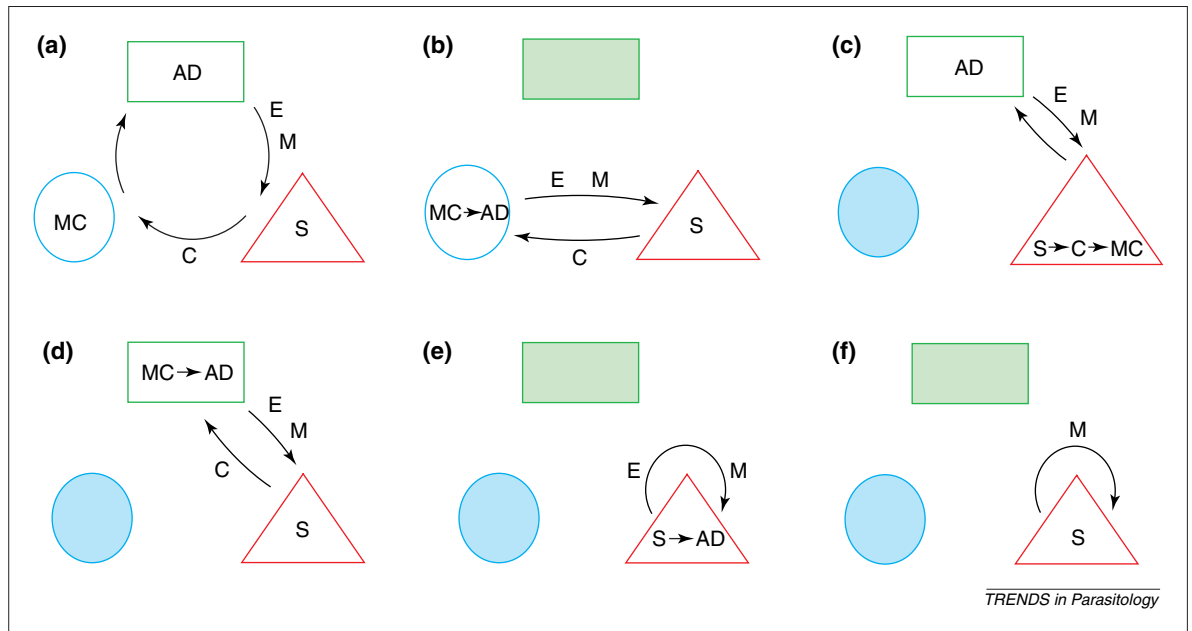 (a)
AD
E
M
MC
S
C
(b)
E M
MC→AD
S
C
(c)
AD
E
M
S→C→MC
(d)
MC→AD
E
M
C
S
(e)
E
M
S→AD
(f)
M
S
TRENDS in Parasitology